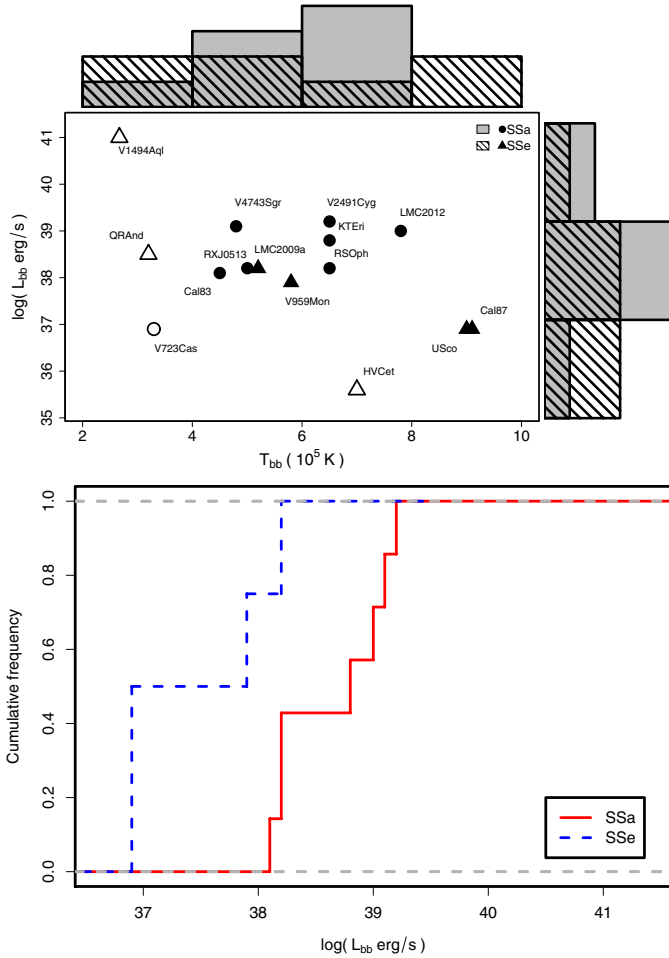 41
40
39
38
37
36
35
log( L_bb erg/s )
SSa
SSe
V1494Aql
V4743Sgr
V2491Cyg
LMC2012
KTEri
QRAnd
RXJ0513
LMC2009a
RSOph
Cal83
V959Mon
Cal87
V723Cas
USco
HVCet
2 4 6 8 10
T_bb ( 10^5 K )
1.0
0.8
0.6
0.4
0.2
0.0
Cumulative frequency
SSa
SSe
37 38 39 40 41
log( L_bb erg/s )